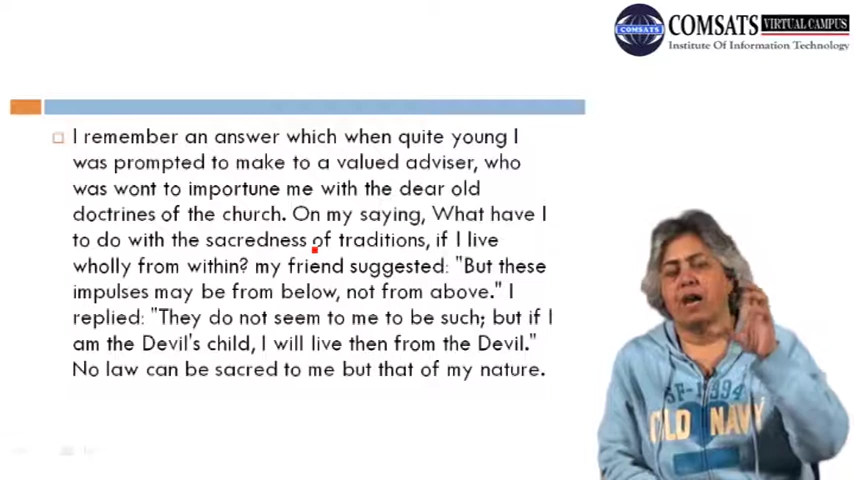 COMSATS VIRTUAL CAMPUS
COMSATS
Institute Of Information Technology
I remember an answer which when quite young I
was prompted to make to a valued adviser, who
was wont to importune me with the dear old
doctrines of the church. On my saying, What have I
to do with the sacredness of traditions, if I live
wholly from within? my friend suggested: "But these
impulses may be from below, not from above." I
replied: "They do not seem to me to be such; but if I
am the Devil's child, I will live then from the Devil."
No law can be sacred to me but that of my nature.
SF-1994
OLD NAVY